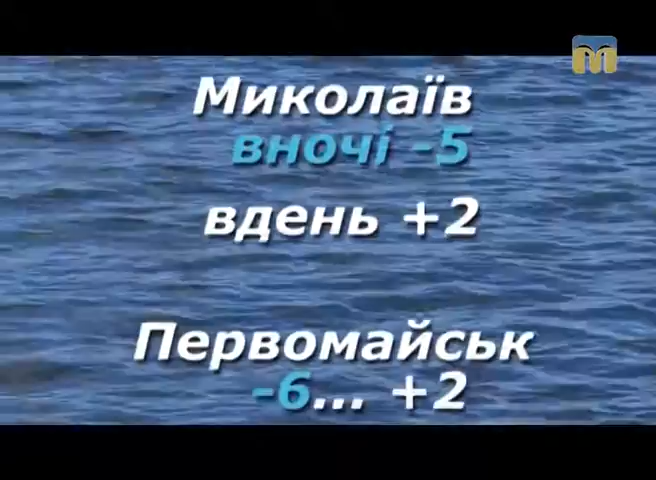 Миколаїв
вночі -5
вдень +2
Первомайськ
-6... +2